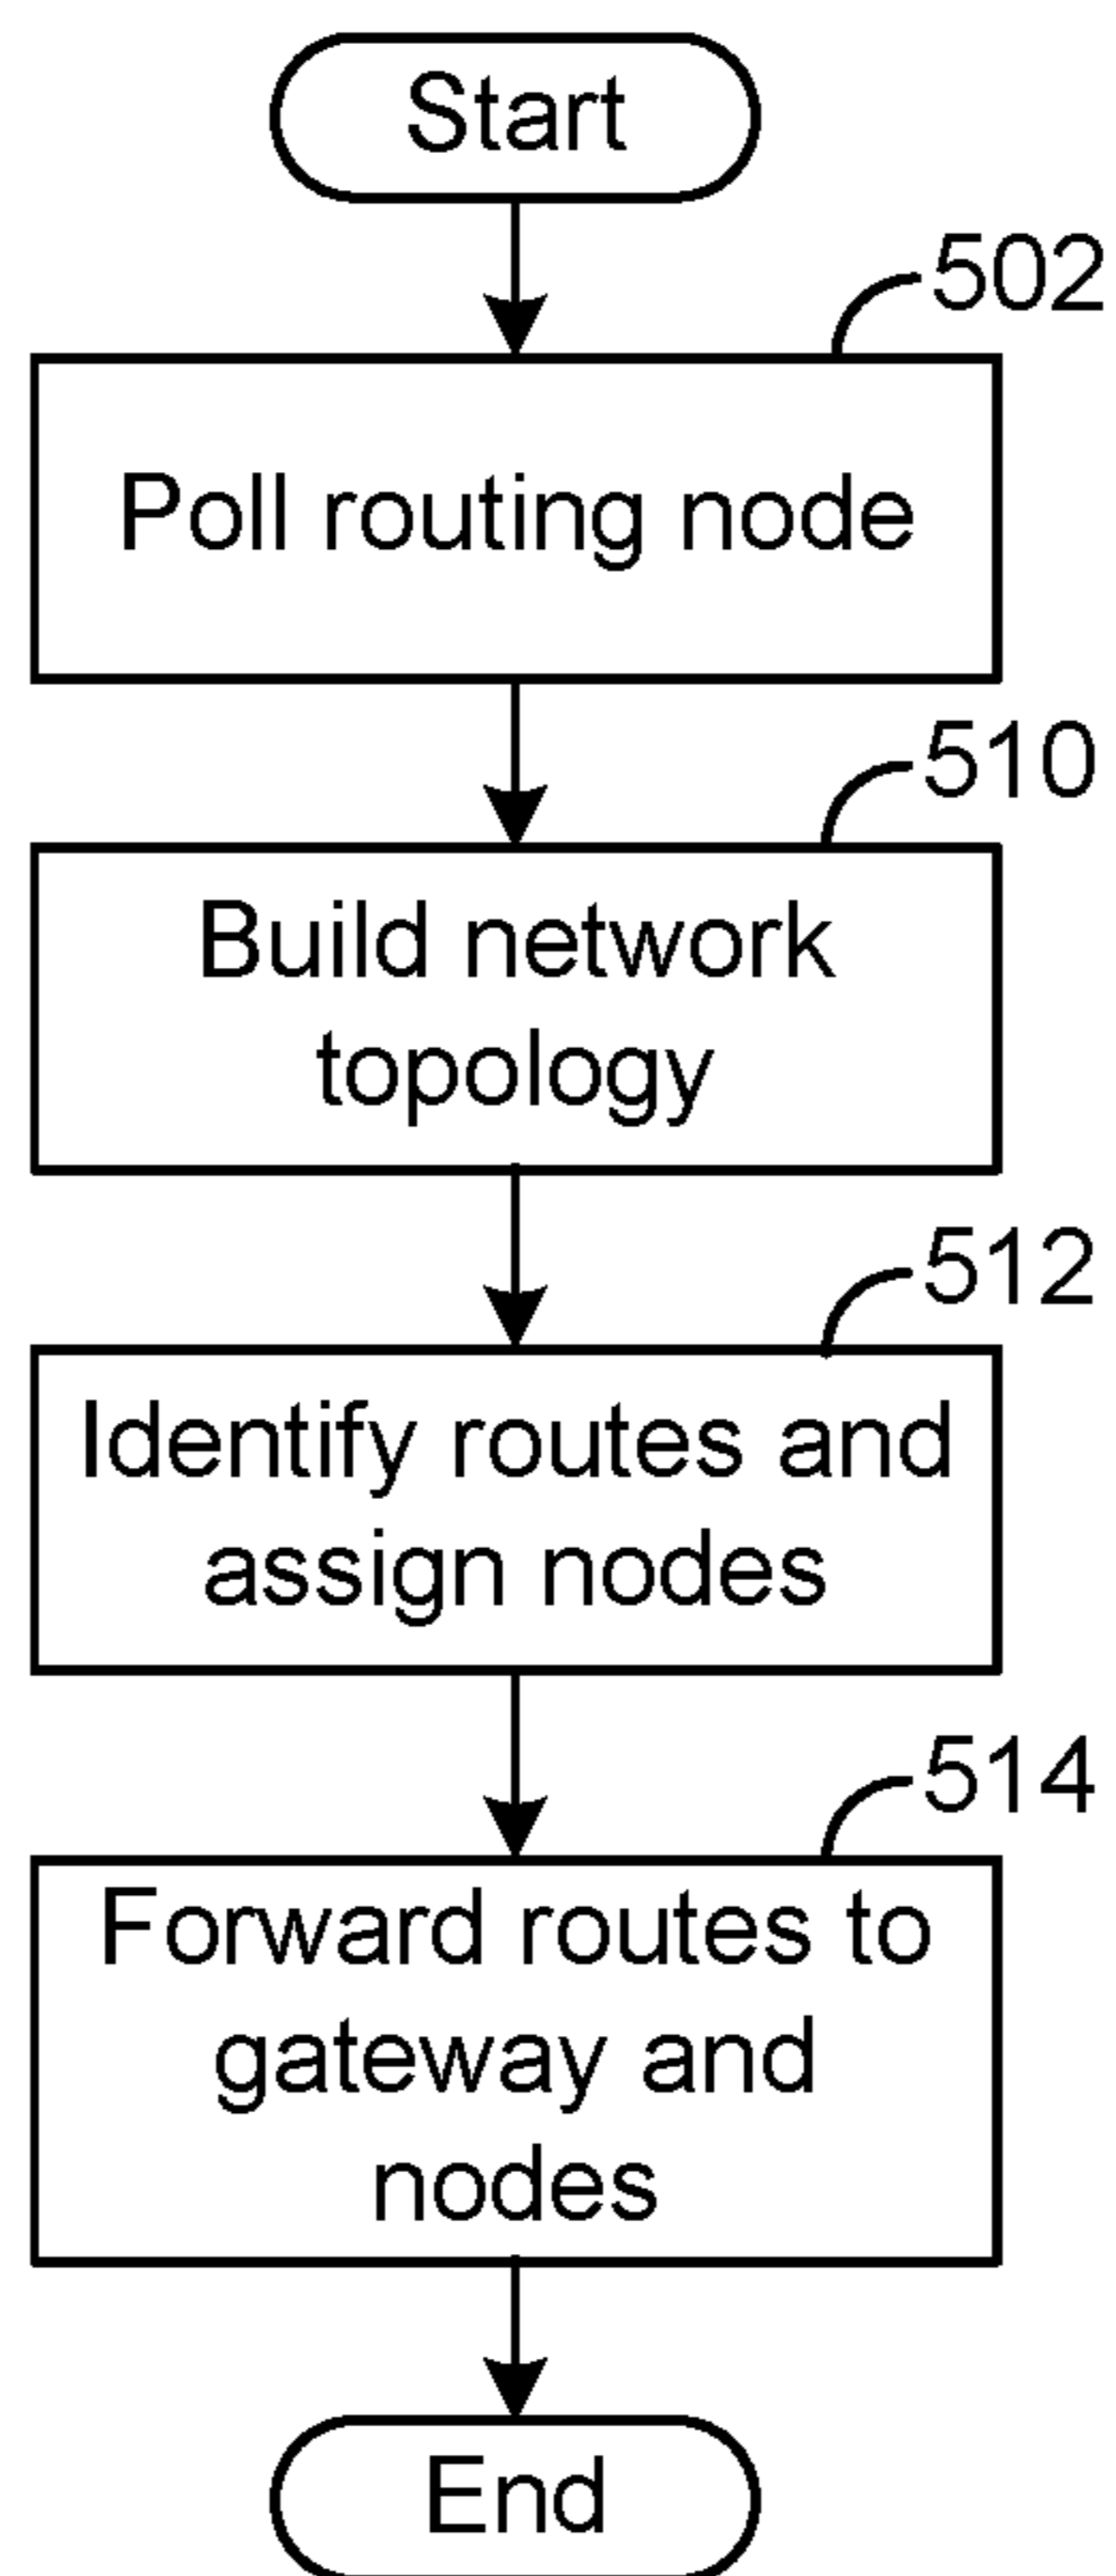 Start
502
Poll routing node
510
Build network
topology
512
Identify routes and
assign nodes
514
Forward routes to
gateway and
nodes
End